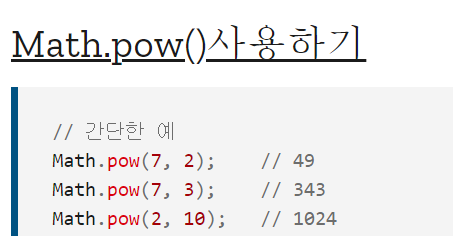 Math.pow()사용하기
// 간단한 예
Math.pow(7, 2);    // 49
Math.pow(7, 3);    // 343
Math.pow(2, 10);   // 1024